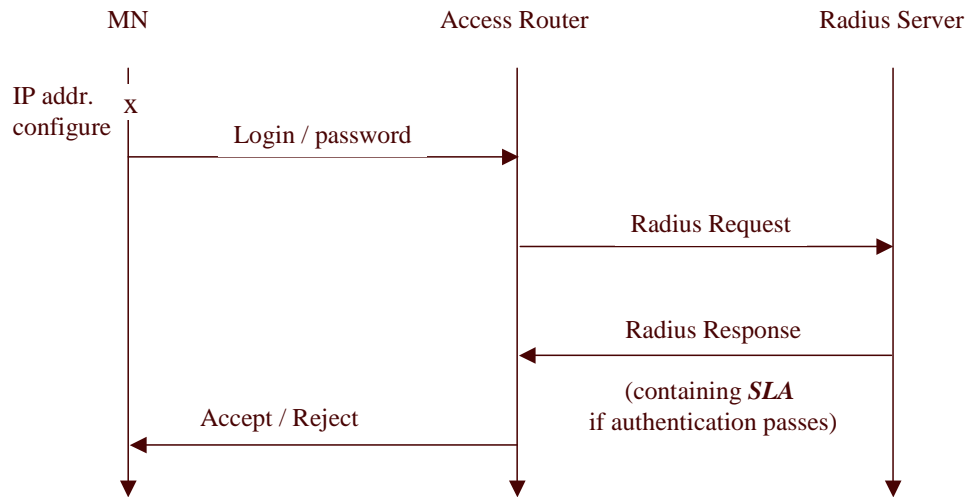 MN
Access Router
Radius Server
IP addr.
configure
x
Login / password
Radius Request
Radius Response
(containing SLA
if authentication passes)
Accept / Reject